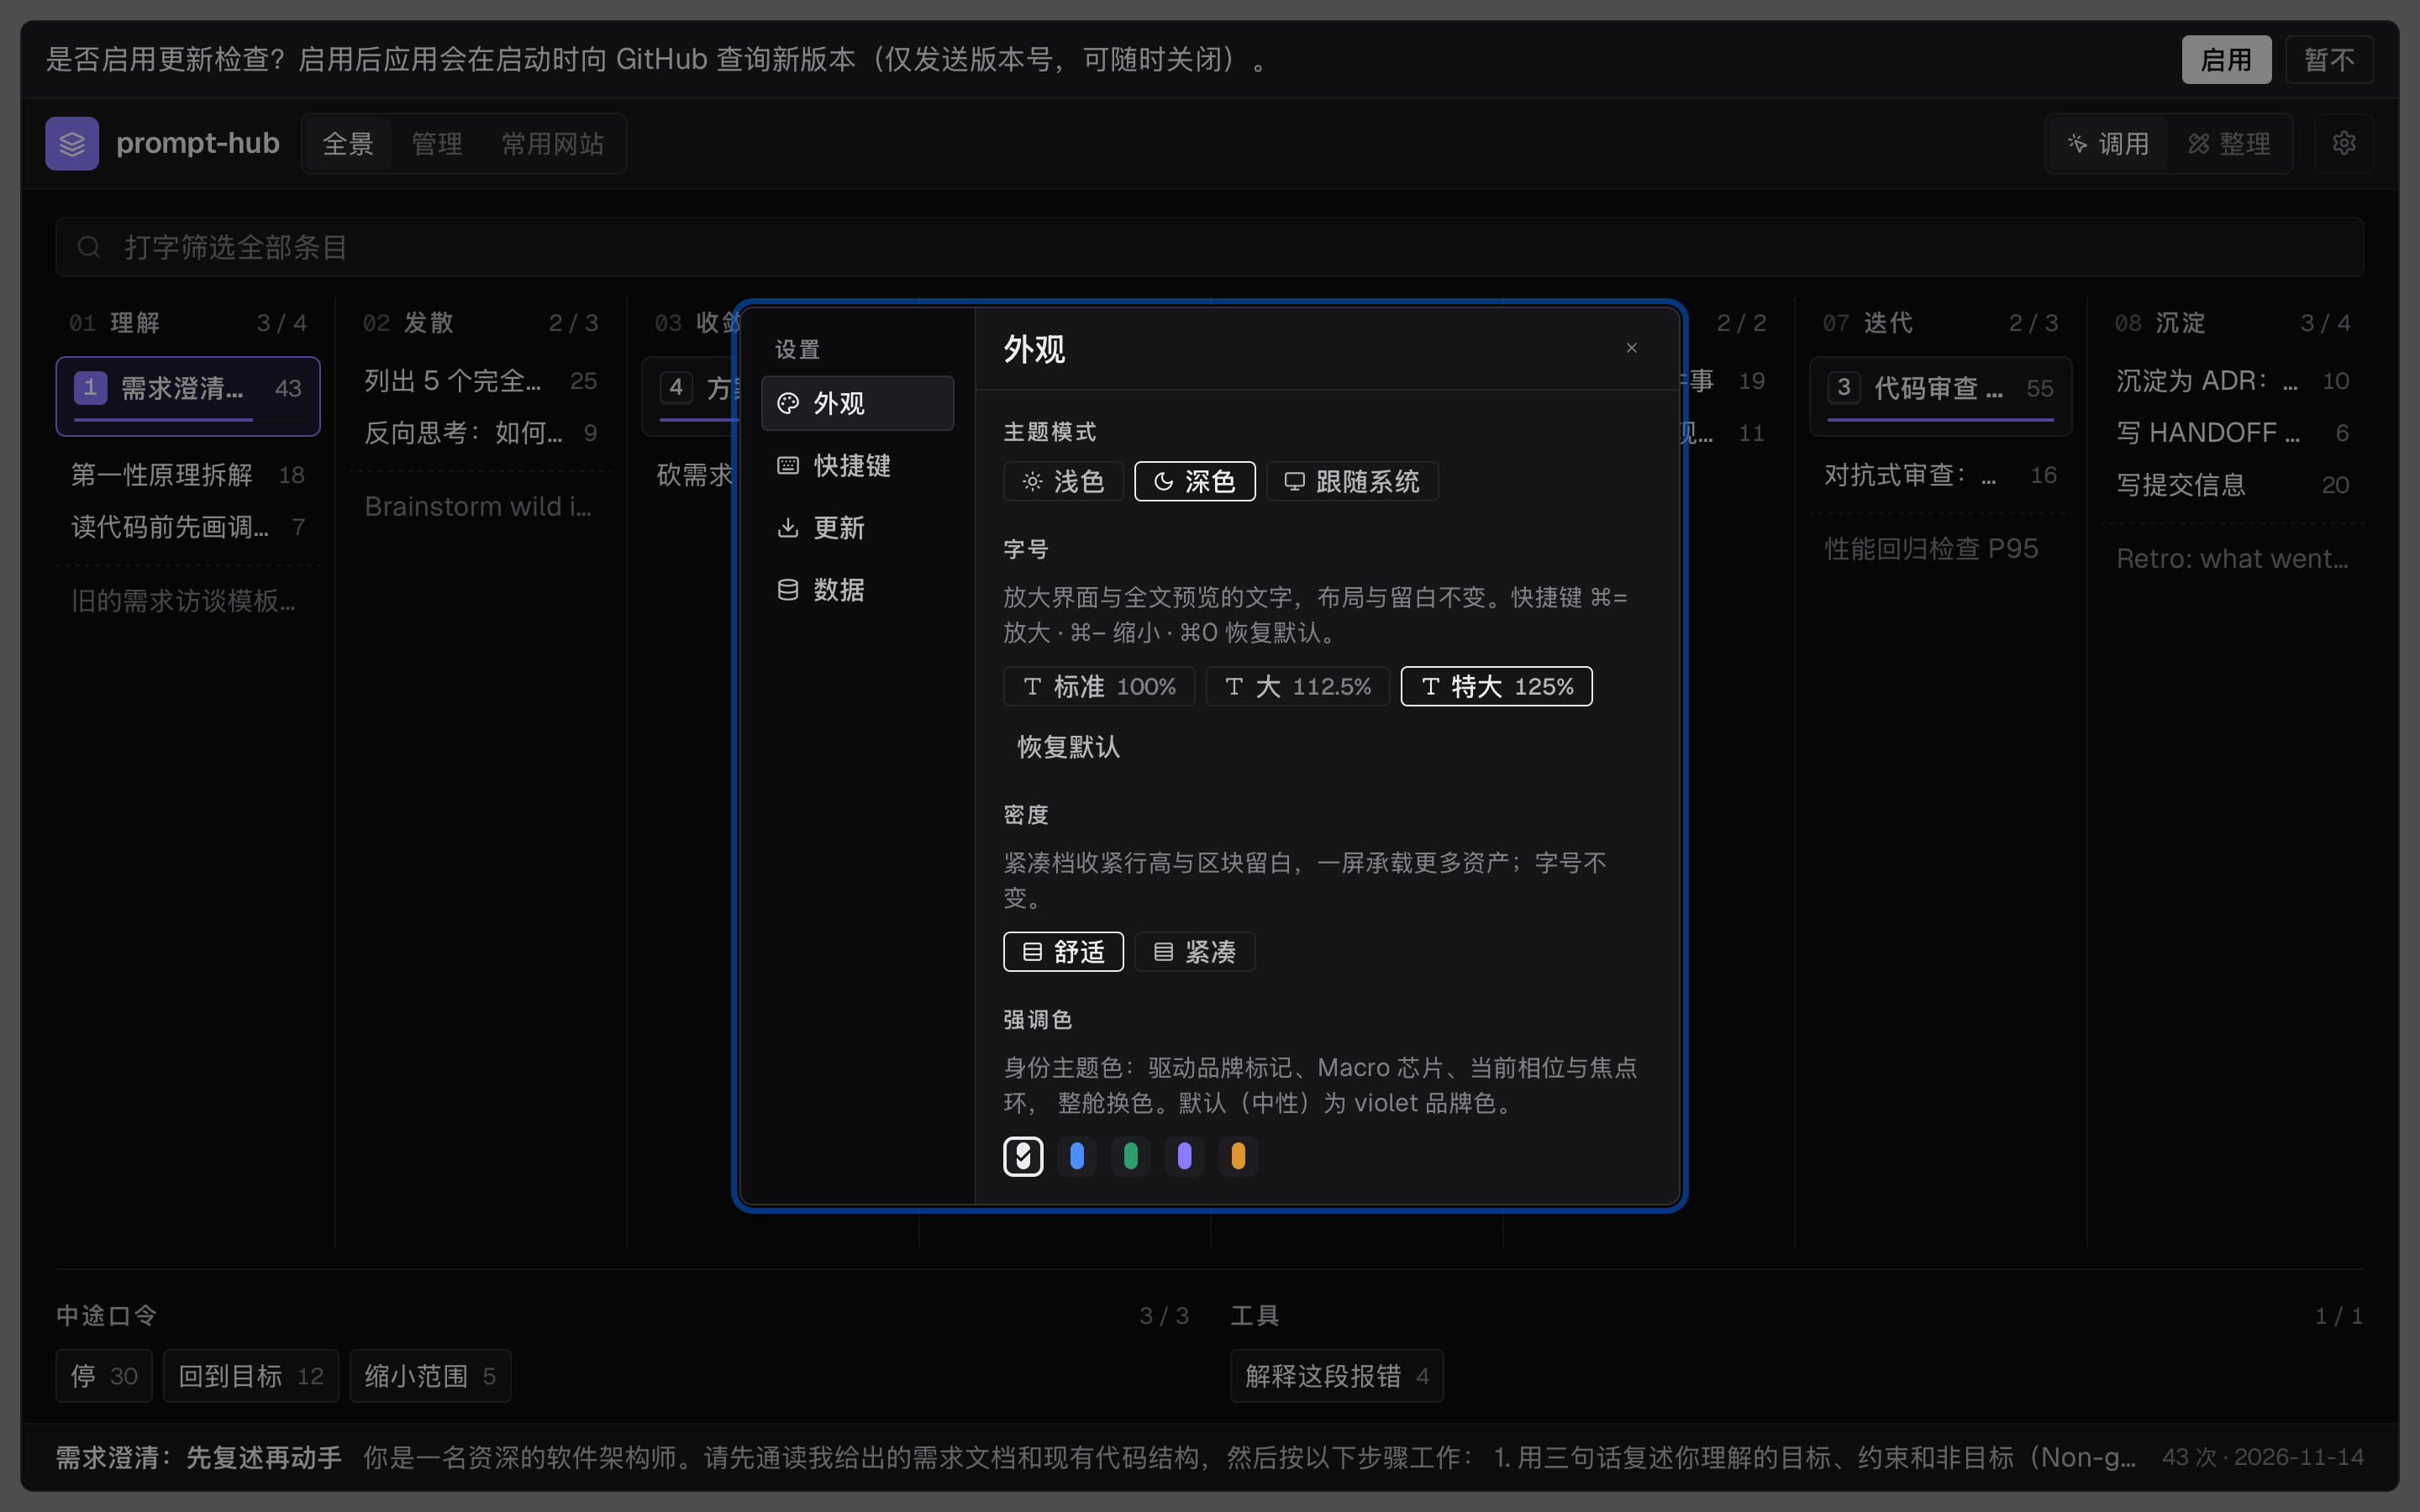 是否启用更新检查？启用后应用会在启动时向 GitHub 查询新版本（仅发送版本号，可随时关闭）。
启用
暂不
prompt-hub
全景
管理
常用网站
调用
整理
打字筛选全部条目
01 理解 3 / 4
1 需求澄清... 43
第一性原理拆解 18
读代码前先画调... 7
旧的需求访谈模板...
02 发散 2 / 3
列出 5 个完全... 25
反向思考：如何... 9
Brainstorm wild i...
03 收敛
4 方案
砍需求
设置
外观
快捷键
更新
数据
外观
主题模式
浅色
深色
跟随系统
字号
放大界面与全文预览的文字，布局与留白不变。快捷键 ⌘=
放大 · ⌘− 缩小 · ⌘0 恢复默认。
标准 100%
大 112.5%
特大 125%
恢复默认
密度
紧凑档收紧行高与区块留白，一屏承载更多资产；字号不
变。
舒适
紧凑
强调色
身份主题色：驱动品牌标记、Macro 芯片、当前相位与焦点
环， 整舱换色。默认（中性）为 violet 品牌色。
2 / 2
事 19
... 11
07 迭代 2 / 3
3 代码审查 ... 55
对抗式审查：... 16
性能回归检查 P95
08 沉淀 3 / 4
沉淀为 ADR：... 10
写 HANDOFF ... 6
写提交信息 20
Retro: what went...
中途口令 3 / 3
停 30
回到目标 12
缩小范围 5
工具 1 / 1
解释这段报错 4
需求澄清：先复述再动手 你是一名资深的软件架构师。请先通读我给出的需求文档和现有代码结构，然后按以下步骤工作： 1. 用三句话复述你理解的目标、约束和非目标（Non-g... 43 次 · 2026-11-14